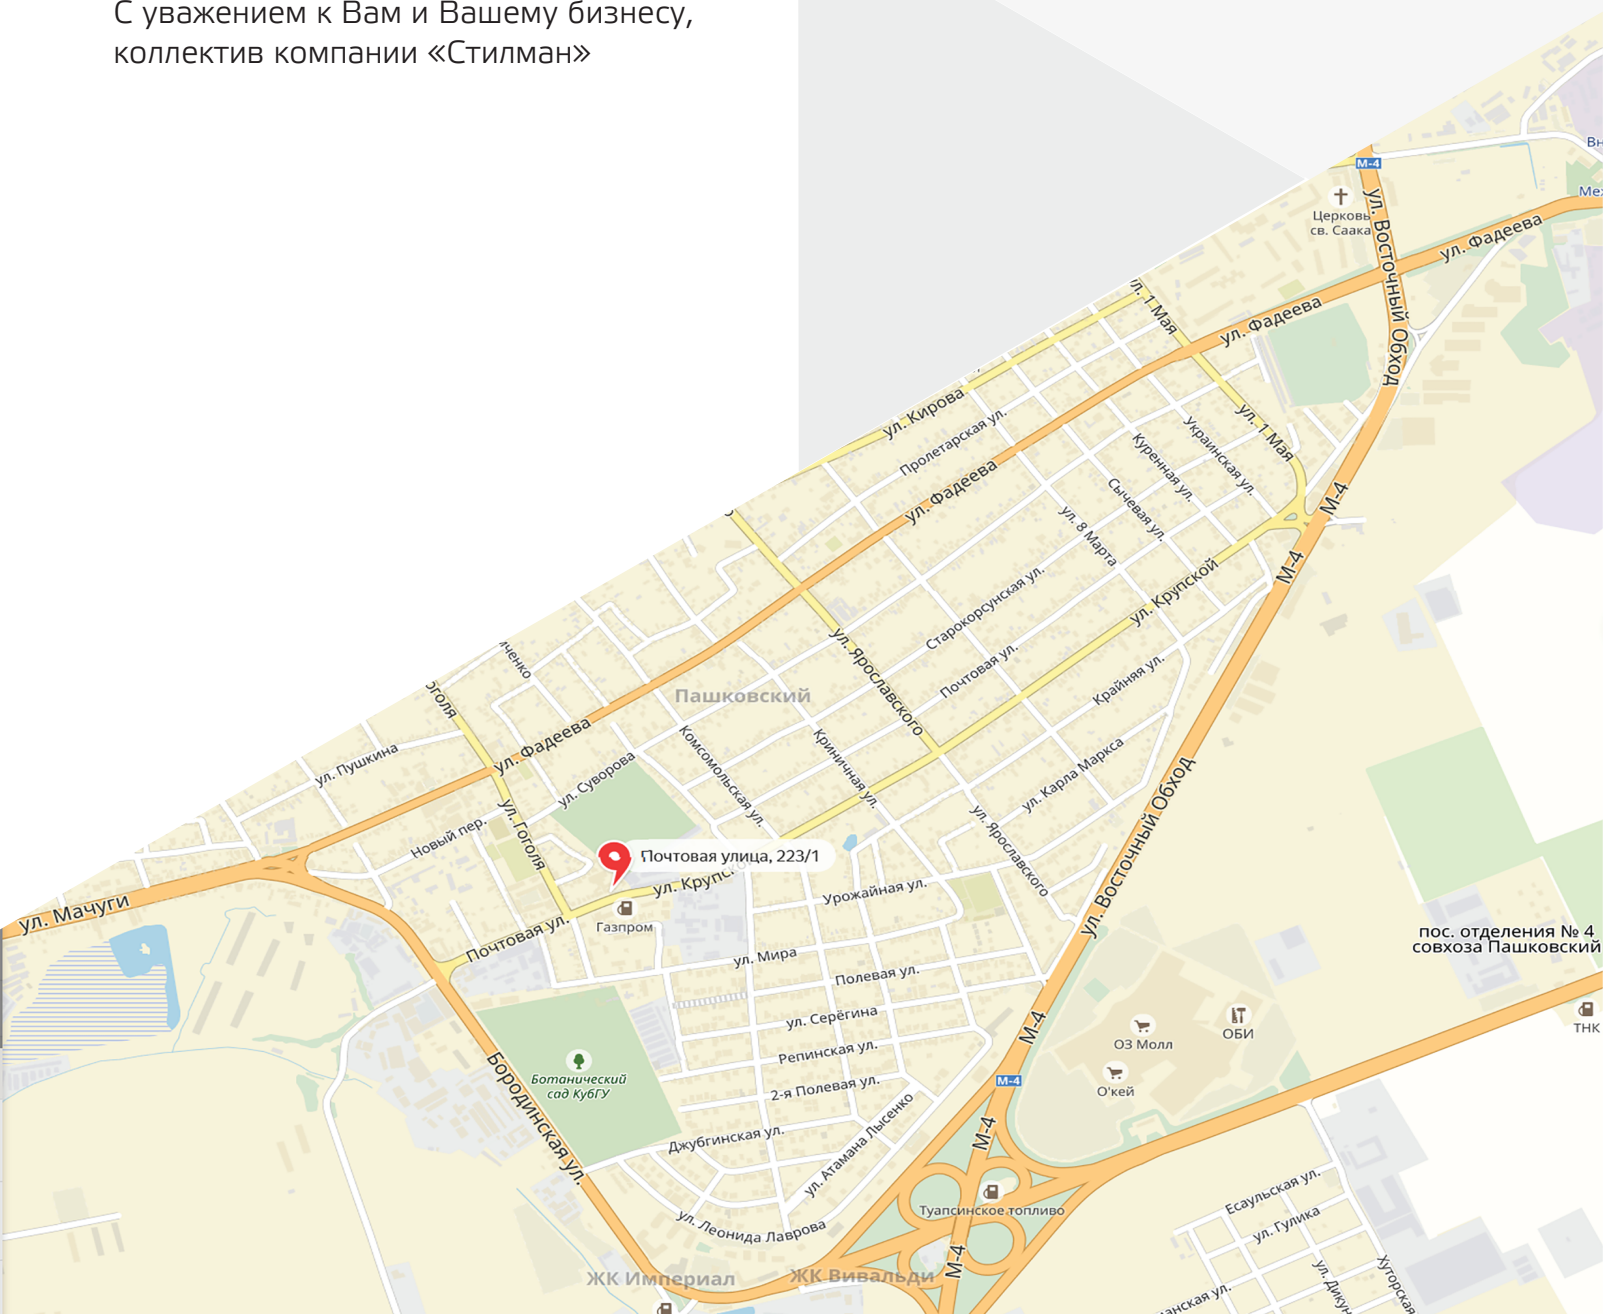 С уважением к Вам и Вашему бизнесу,
коллектив компании «Стилман»
М-4
Церковь
св. Саака
ул. Восточный Обход
ул. Фадеева
ул. 1 Мая
ул. Фадеева
ул. Кирова
Пролетарская ул.
ул. Фадеева
ул. 1 Мая
Украинская ул.
Куренная ул.
Сычевая ул.
ул. 8 Марта
М-4
М-4
ул. Крупской
Старокорсунская ул.
Почтовая ул.
Крайняя ул.
ул. Ярославского
Пашковский
ул. Фадеева
ул. Пушкина
ул. Суворова
Комсомольская ул.
Криничная ул.
ул. Карла Маркса
ул. Восточный Обход
Новый пер.
ул. Гоголя
ул. Ярославского
Почтовая улица, 223/1
Урожайная ул.
Газпром
ул. Мачуги
Почтовая ул.
ул. Мира
Полевая ул.
ул. Серёгина
Репинская ул.
2-я Полевая ул.
Джубгинская ул.
ул. Атамана Лысенко
ул. Леонида Лаврова
Ботанический
сад КубГУ
Бородинская ул.
пос. отделения № 4
совхоза Пашковский
ТНК
ОЗ Молл
ОБИ
О'кей
М-4
М-4
М-4
Туапсинское топливо
М-4
ЖК Империал
ЖК Вивальди
Есаульская ул.
ул. Гулика
Хуторская